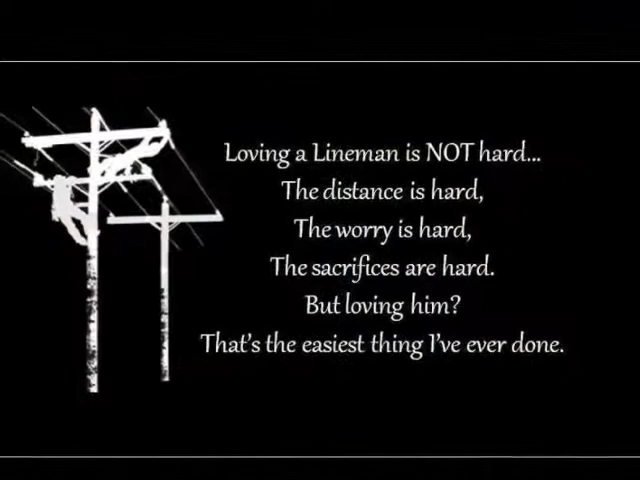 Loving a Lineman is NOT hard...
The distance is hard,
The worry is hard,
The sacrifices are hard.
But loving him?
That's the easiest thing I've ever done.